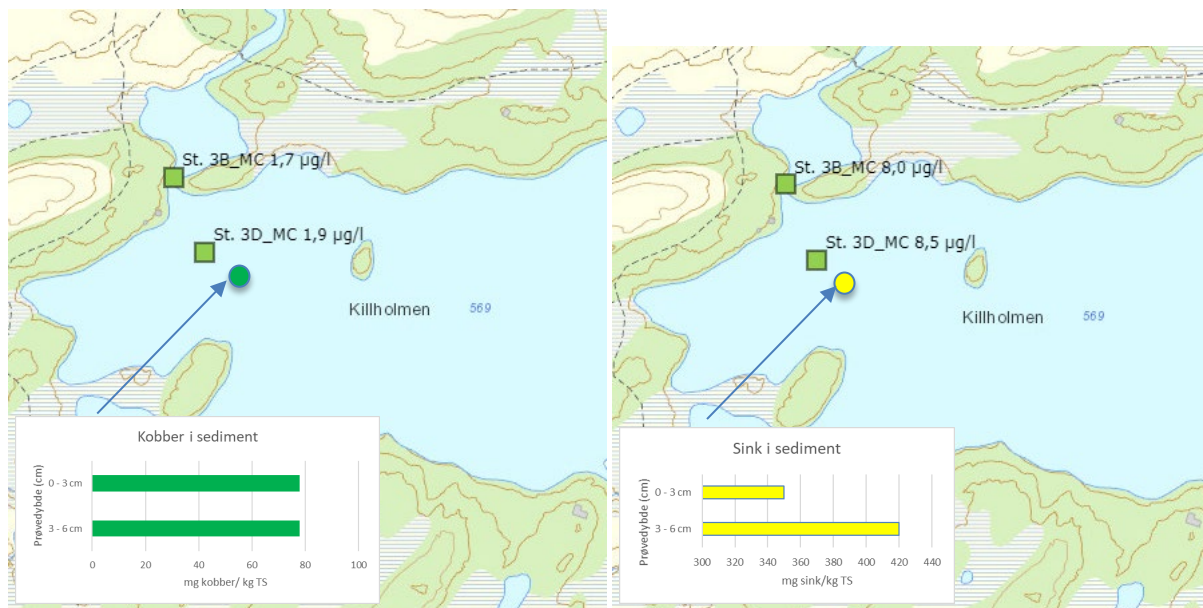 St. 3B_MC 1,7 µg/l
St. 3D_MC 1,9 µg/l
Killholmen 569
Kobber i sediment
Prøvedybde (cm)
0 - 3 cm
3 - 6 cm
0 20 40 60 80 100
mg kobber/ kg TS
St. 3B_MC 8,0 µg/l
St. 3D_MC 8,5 µg/l
Killholmen 569
Sink i sediment
Prøvedybde (cm)
0 - 3 cm
3 - 6 cm
300 320 340 360 380 400 420 440
mg sink/kg TS